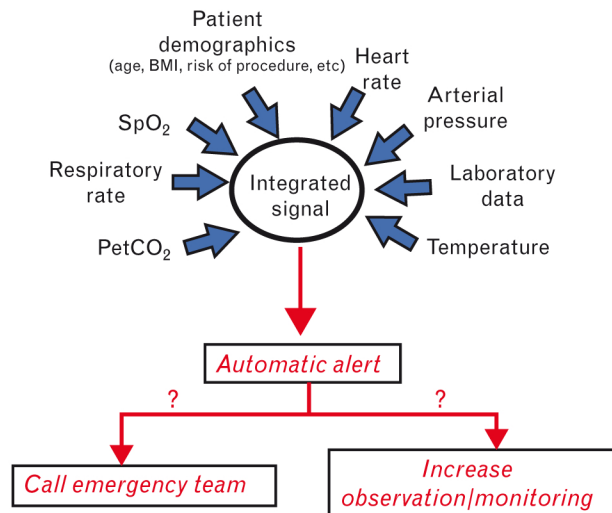 Patient
demographics
(age, BMI, risk of procedure, etc)
Heart
rate
SpO₂
Arterial
pressure
Respiratory
rate
Integrated
signal
Laboratory
data
PetCO₂
Temperature
Automatic alert
?
?
Call emergency team
Increase
observation/monitoring